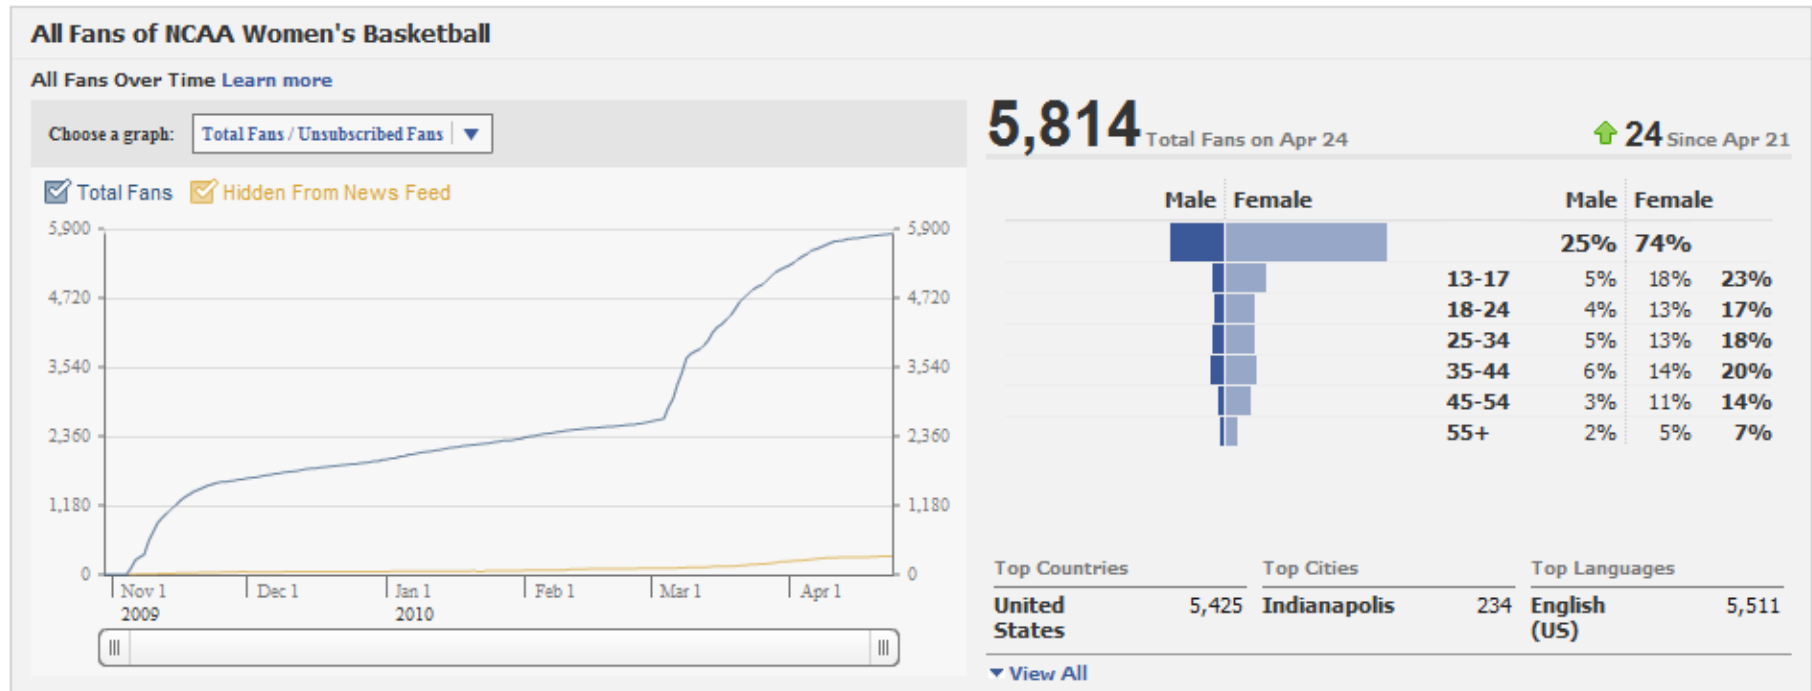 All Fans of NCAA Women's Basketball
All Fans Over Time Learn more
Choose a graph: Total Fans / Unsubscribed Fans
Total Fans Hidden From News Feed
5,900 5,900
4,720 4,720
3,540 3,540
2,360 2,360
1,180 1,180
0 0
Nov 1 Dec 1 Jan 1 Feb 1 Mar 1 Apr 1
2009 2010
5,814 Total Fans on Apr 24 24 Since Apr 21
Male Female Male Female
25% 74%
13-17 5% 18% 23%
18-24 4% 13% 17%
25-34 5% 13% 18%
35-44 6% 14% 20%
45-54 3% 11% 14%
55+ 2% 5% 7%
Top Countries Top Cities Top Languages
United 5,425 Indianapolis 234 English 5,511
States (US)
View All